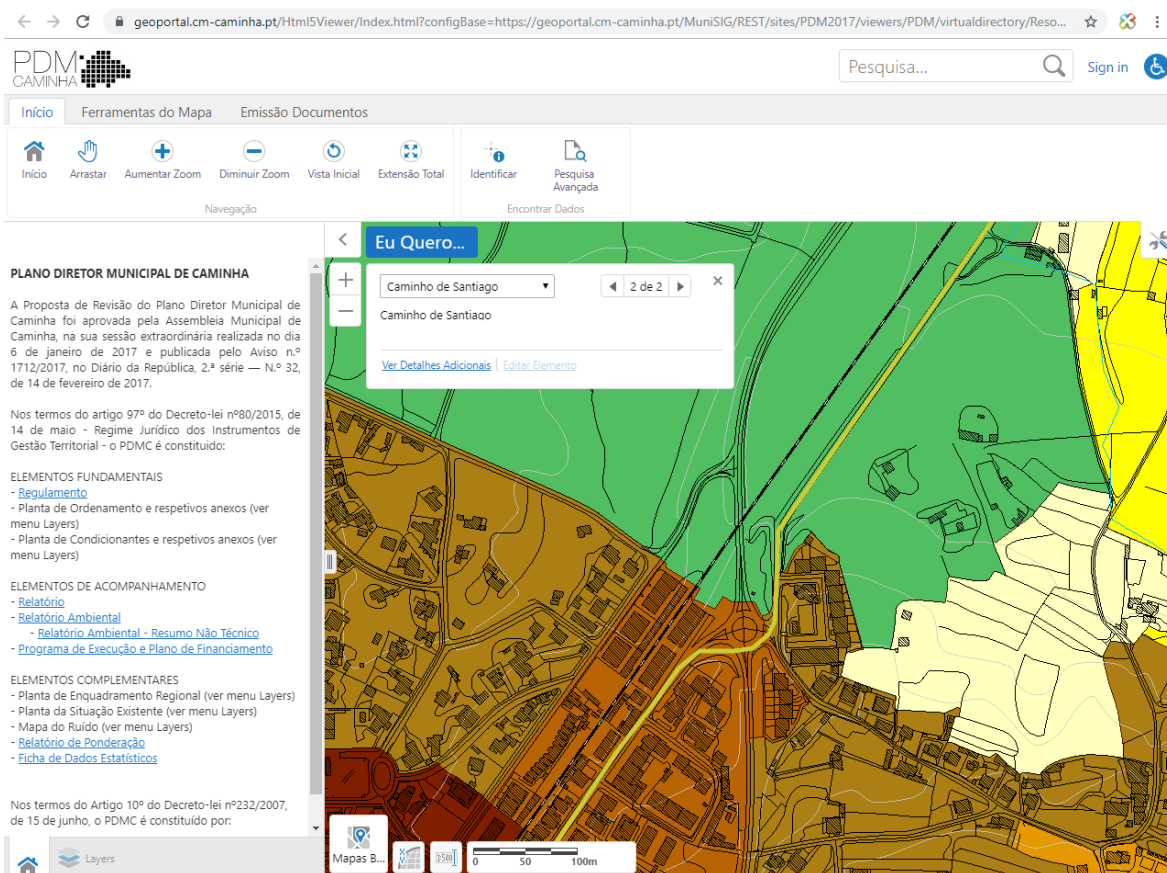 geoportal.cm-caminha.pt/Html5Viewer/Index.html?configBase=https://geoportal.cm-caminha.pt/MuniSIG/REST/sites/PDM2017/viewers/PDM/virtualdirectory/Reso...
PDM
CAMINHA
Pesquisa...
Sign in
Início Ferramentas do Mapa Emissão Documentos
Início Arrastar Aumentar Zoom Diminuir Zoom Vista Inicial Extensão Total Identificar Pesquisa Avançada
Navegação Encontrar Dados
PLANO DIRETOR MUNICIPAL DE CAMINHA
A Proposta de Revisão do Plano Diretor Municipal de
Caminha foi aprovada pela Assembleia Municipal de
Caminha, na sua sessão extraordinária realizada no dia
6 de janeiro de 2017 e publicada pelo Aviso n.º
1712/2017, no Diário da República, 2.ª série — N.º 32,
de 14 de fevereiro de 2017.
Nos termos do artigo 97º do Decreto-lei nº80/2015, de
14 de maio - Regime Jurídico dos Instrumentos de
Gestão Territorial - o PDMC é constituido:
ELEMENTOS FUNDAMENTAIS
- Regulamento
- Planta de Ordenamento e respetivos anexos (ver
menu Layers)
- Planta de Condicionantes e respetivos anexos (ver
menu Layers)
ELEMENTOS DE ACOMPANHAMENTO
- Relatório
- Relatório Ambiental
- Relatório Ambiental - Resumo Não Técnico
- Programa de Execução e Plano de Financiamento
ELEMENTOS COMPLEMENTARES
- Planta de Enquadramento Regional (ver menu Layers)
- Planta da Situação Existente (ver menu Layers)
- Mapa do Ruído (ver menu Layers)
- Relatório de Ponderação
- Ficha de Dados Estatísticos
Nos termos do Artigo 10º do Decreto-lei nº232/2007,
de 15 de junho, o PDMC é constituído por:
Layers
Eu Quero...
Caminho de Santiago
2 de 2
Caminho de Santiago
Ver Detalhes Adicionais Editar Elemento
Mapas B...
X Y
1:500
0 50 100m